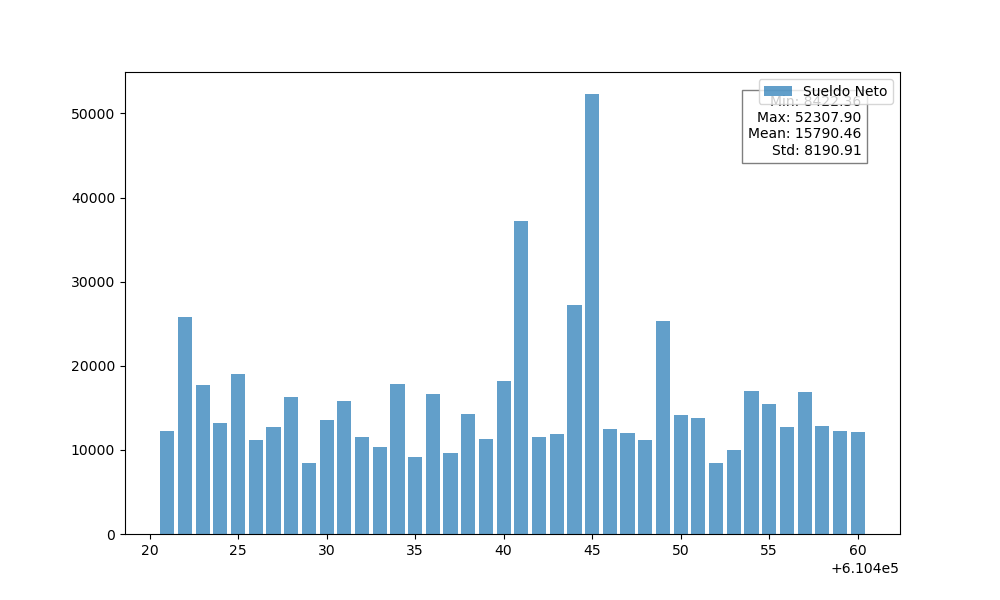 Sueldo Neto
Min: 8422.36
Max: 52307.90
Mean: 15790.46
Std: 8190.91
50000
40000
30000
20000
10000
0
20 25 30 35 40 45 50 55 60
+6.104e5